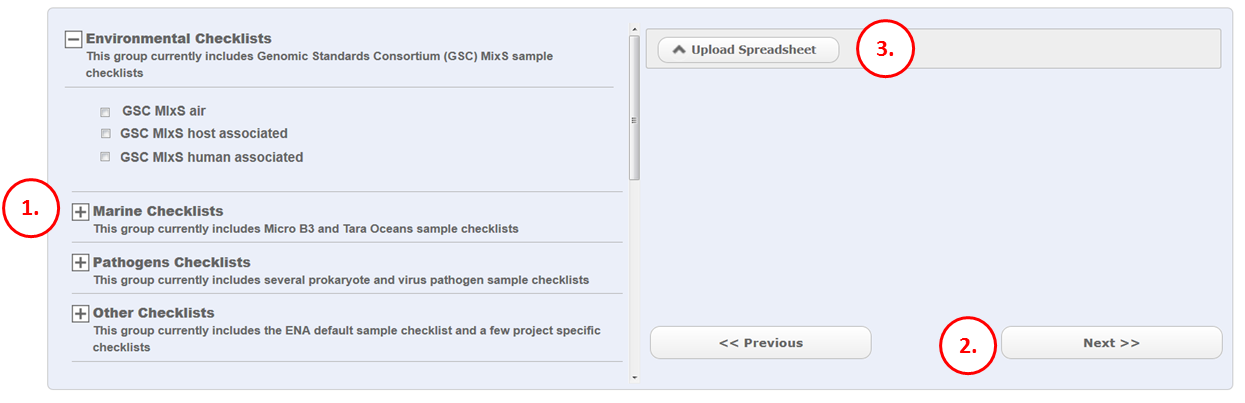 Environmental Checklists
This group currently includes Genomic Standards Consortium (GSC) MixS sample
checklists
GSC MIxS air
GSC MIxS host associated
GSC MIxS human associated
1.
Marine Checklists
This group currently includes Micro B3 and Tara Oceans sample checklists
Pathogens Checklists
This group currently includes several prokaryote and virus pathogen sample checklists
Other Checklists
This group currently includes the ENA default sample checklist and a few project specific
checklists
Upload Spreadsheet
3.
<< Previous
2.
Next >>